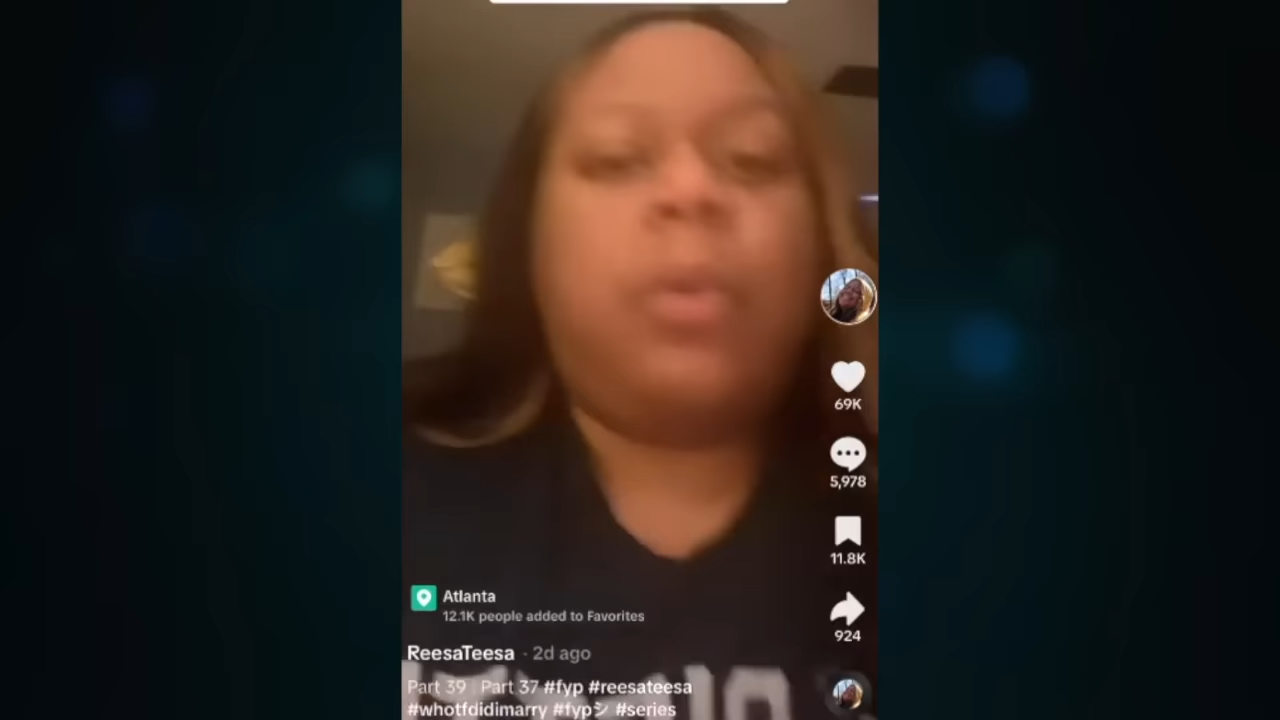 69K
5,978
11.8K
Atlanta
12.1K people added to Favorites
924
ReesaTeesa · 2d ago
Part 39 | Part 37 #fyp #reesateesa
#whotfdidimarry #fypシ #series